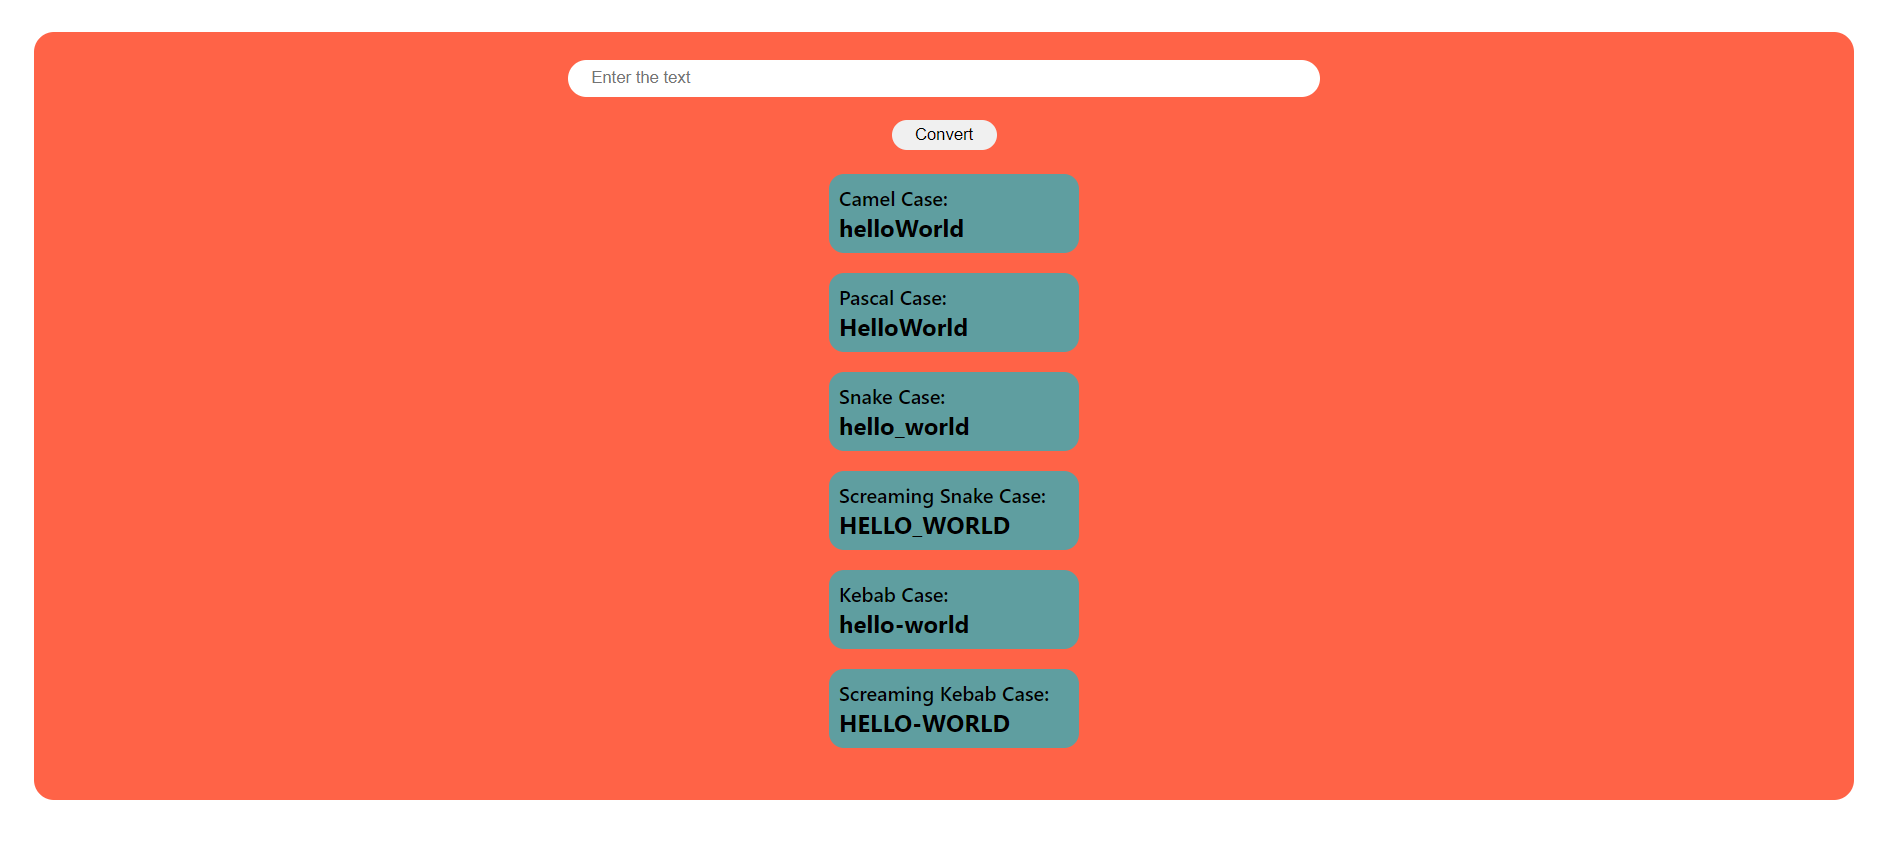 Enter the text
Convert
Camel Case:
helloWorld
Pascal Case:
HelloWorld
Snake Case:
hello_world
Screaming Snake Case:
HELLO_WORLD
Kebab Case:
hello-world
Screaming Kebab Case:
HELLO-WORLD